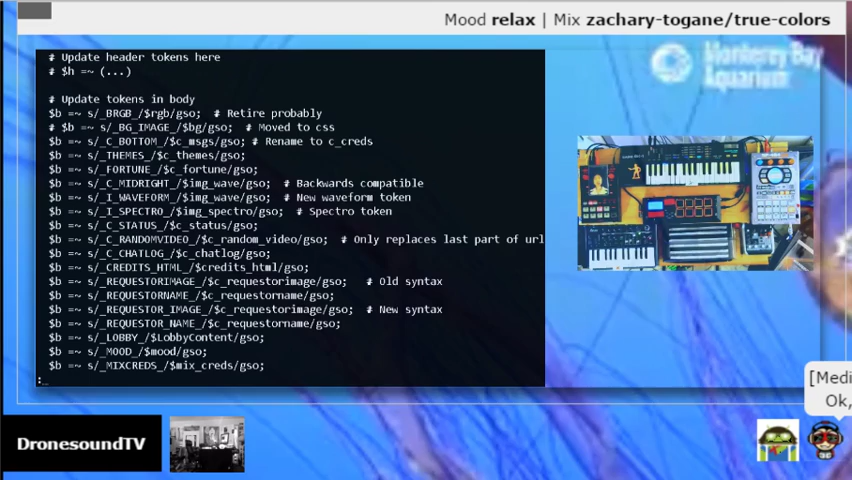 Mood relax | Mix zachary-togane/true-colors
# Update header tokens here
# $h =~ (...)
# Update tokens in body
$b =~ s/_BRGB_/$rgb/gso;  # Retire probably
# $b =~ s/_BG_IMAGE_/$bg/gso;  # Moved to css
$b =~ s/_C_BOTTOM_/$c_msgs/gso; # Rename to c_creds
$b =~ s/_THEMES_/$c_themes/gso;
$b =~ s/_FORTUNE_/$c_fortune/gso;
$b =~ s/_C_MIDRIGHT_/$img_wave/gso;  # Backwards compatible
$b =~ s/_I_WAVEFORM_/$img_wave/gso;  # New waveform token
$b =~ s/_I_SPECTRO_/$img_spectro/gso;  # Spectro token
$b =~ s/_C_STATUS_/$c_status/gso;
$b =~ s/_C_RANDOMVIDEO_/$c_random_video/gso;  # Only replaces last part of url
$b =~ s/_C_CHATLOG_/$c_chatlog/gso;
$b =~ s/_CREDITS_HTML_/$credits_html/gso;
$b =~ s/_REQUESTORIMAGE_/$c_requestorimage/gso;   # Old syntax
$b =~ s/_REQUESTORNAME_/$c_requestorname/gso;
$b =~ s/_REQUESTOR_IMAGE_/$c_requestorimage/gso;  # New syntax
$b =~ s/_REQUESTOR_NAME_/$c_requestorname/gso;
$b =~ s/_LOBBY_/$LobbyContent/gso;
$b =~ s/_MOOD_/$mood/gso;
$b =~ s/_MIXCREDS_/$mix_creds/gso;
:
Monterey Bay
Aquarium
[Medi
Ok,
DronesoundTV